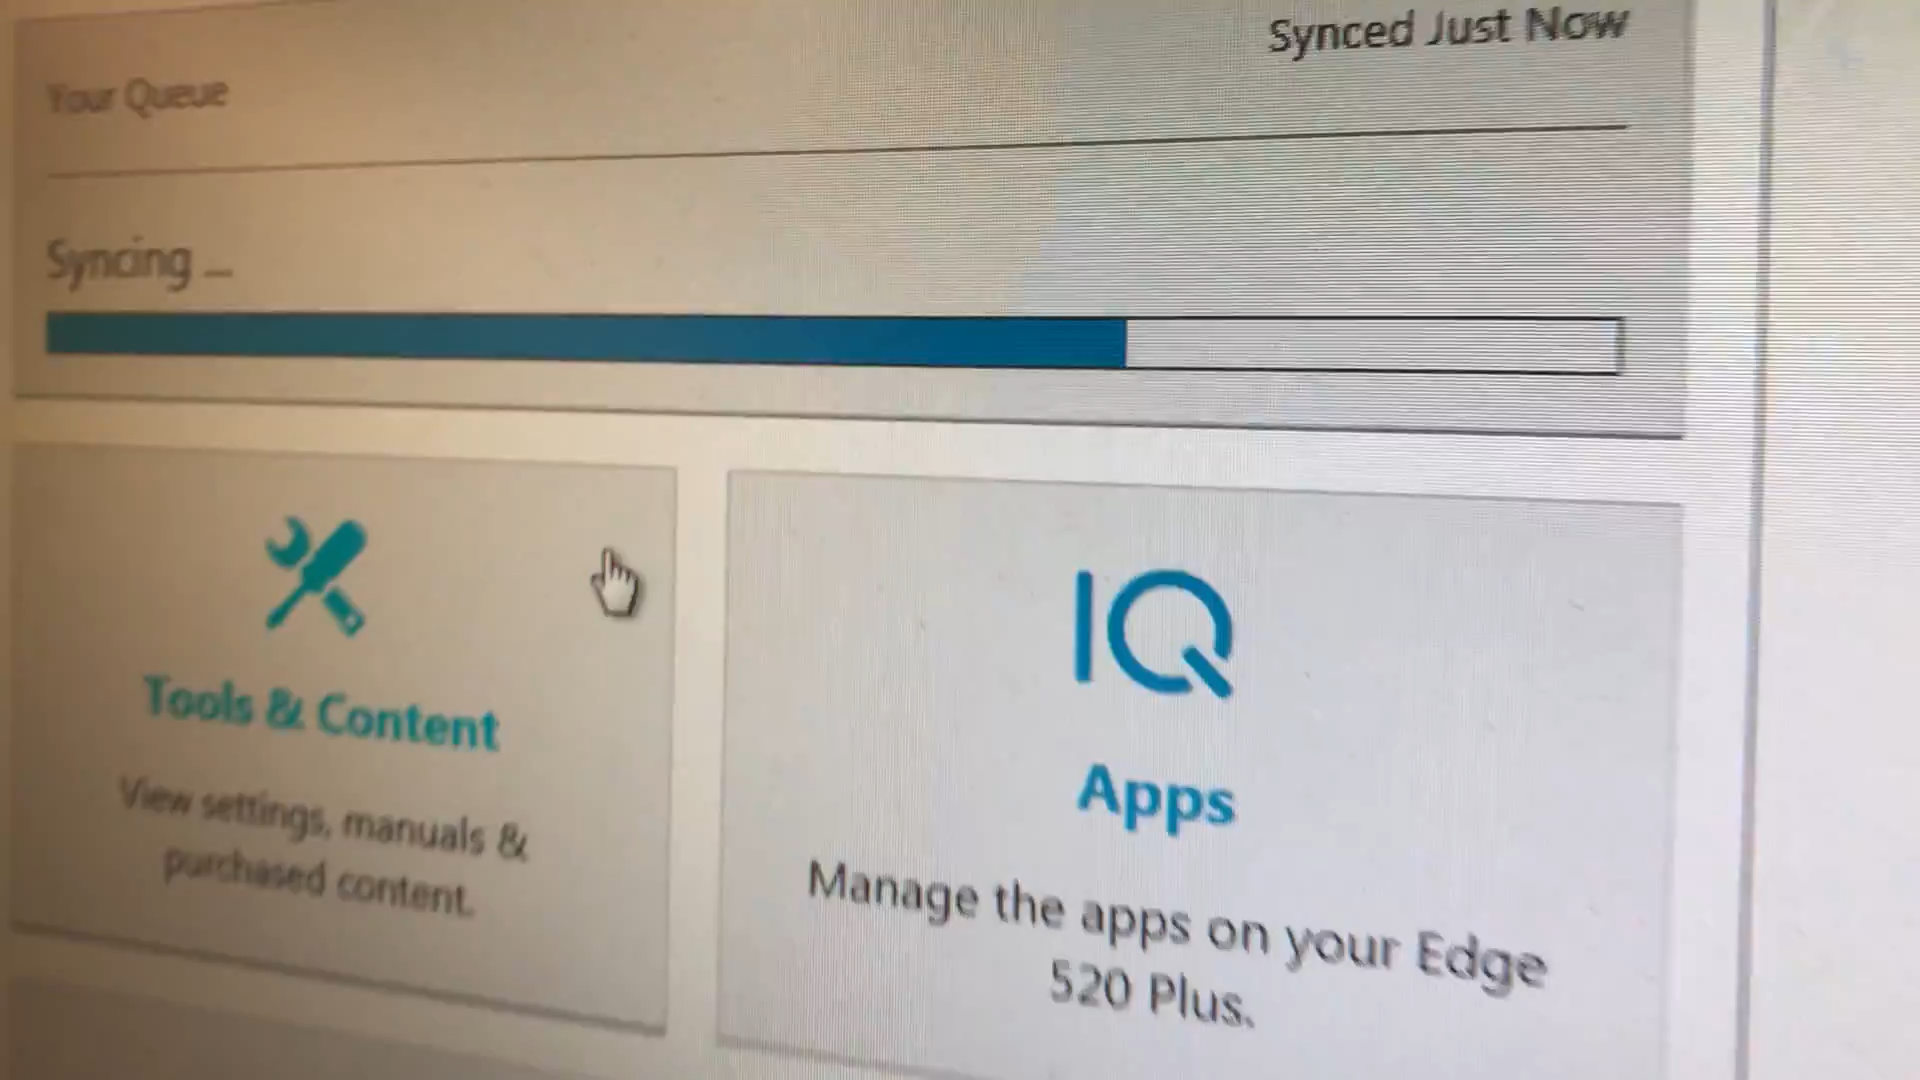 Synced Just Now
Your Queue
Syncing ...
Tools & Content
View settings, manuals &
purchased content.
IQ
Apps
Manage the apps on your Edge
520 Plus.